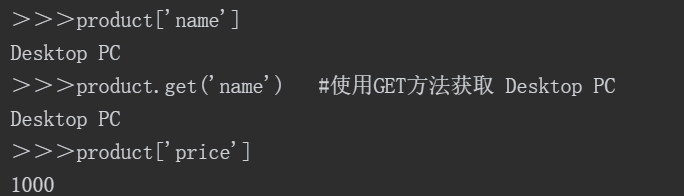 >>>product['name']
Desktop PC
>>>product.get('name')   #使用GET方法获取 Desktop PC
Desktop PC
>>>product['price']
1000